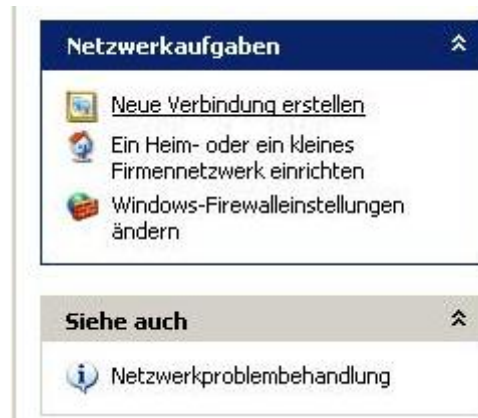 Netzwerkaufgaben
Neue Verbindung erstellen
Ein Heim- oder ein kleines
Firmennetzwerk einrichten
Windows-Firewalleinstellungen
ändern
Siehe auch
Netzwerkproblembehandlung